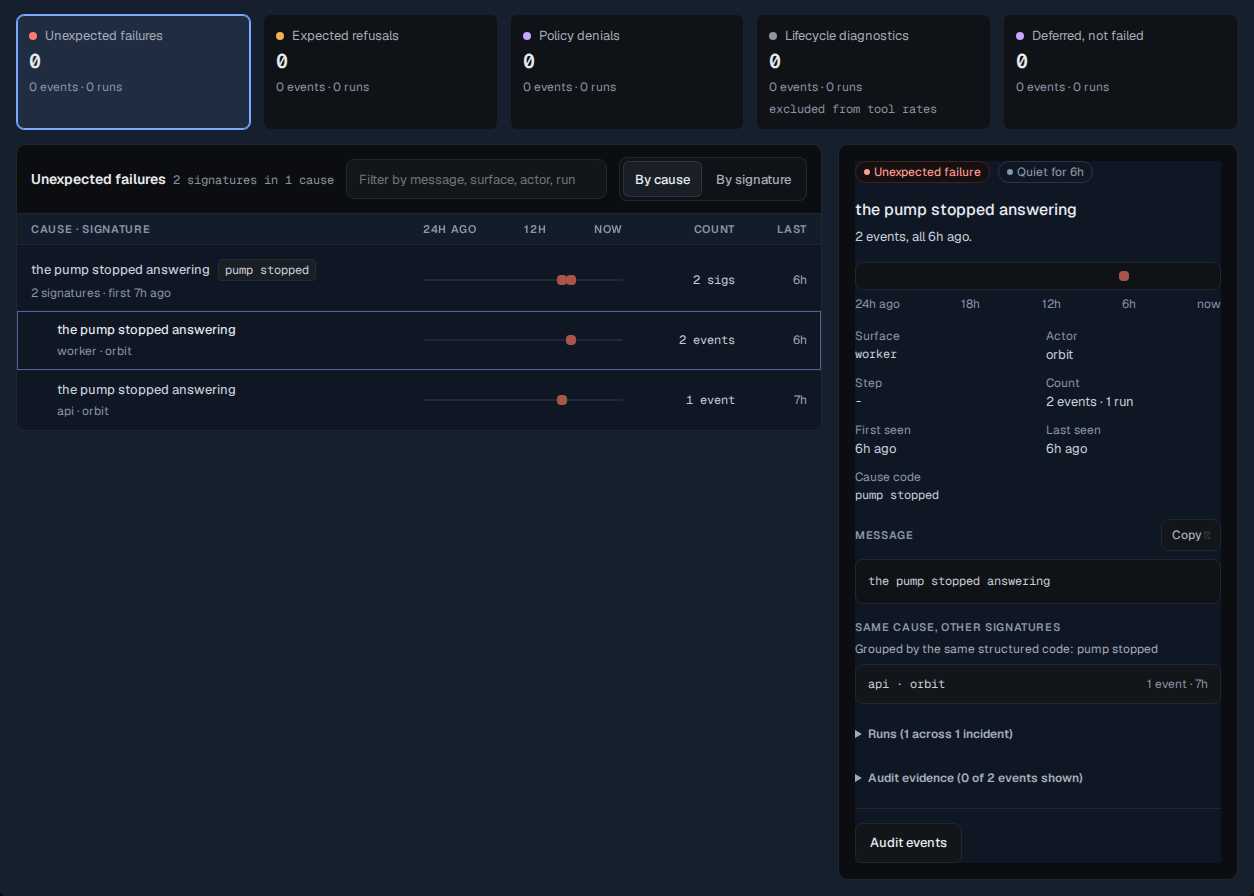 Unexpected failures
0
0 events · 0 runs
Expected refusals
0
0 events · 0 runs
Policy denials
0
0 events · 0 runs
Lifecycle diagnostics
0
0 events · 0 runs
excluded from tool rates
Deferred, not failed
0
0 events · 0 runs
Unexpected failures 2 signatures in 1 cause Filter by message, surface, actor, run By cause By signature
CAUSE · SIGNATURE 24H AGO 12H NOW COUNT LAST
the pump stopped answering pump stopped 2 sigs 6h
2 signatures · first 7h ago
the pump stopped answering 2 events 6h
worker · orbit
the pump stopped answering 1 event 7h
api · orbit
Unexpected failure Quiet for 6h
the pump stopped answering
2 events, all 6h ago.
24h ago 18h 12h 6h now
Surface Actor
worker orbit
Step Count
- 2 events · 1 run
First seen Last seen
6h ago 6h ago
Cause code
pump stopped
MESSAGE Copy
the pump stopped answering
SAME CAUSE, OTHER SIGNATURES
Grouped by the same structured code: pump stopped
api · orbit 1 event · 7h
Runs (1 across 1 incident)
Audit evidence (0 of 2 events shown)
Audit events